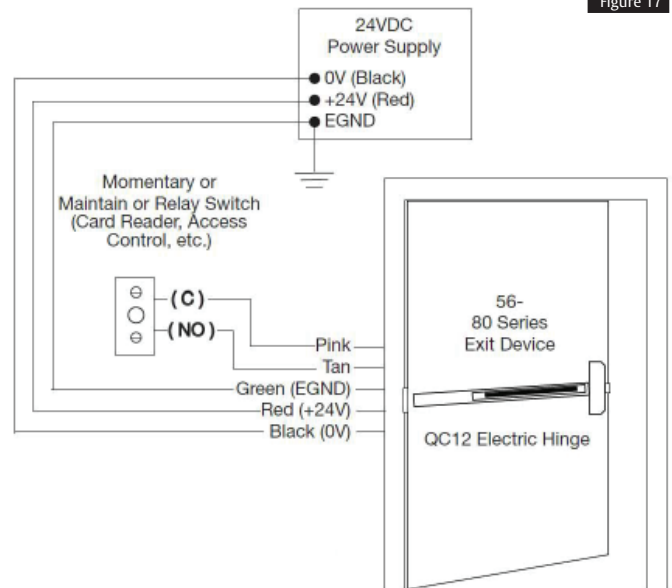 Figure 17
24VDC
Power Supply
0V (Black)
+24V (Red)
EGND
Momentary or
Maintain or Relay Switch
(Card Reader, Access
Control, etc.)
(C)
(NO)
Pink
Tan
Green (EGND)
Red (+24V)
Black (0V)
56-
80 Series
Exit Device
QC12 Electric Hinge